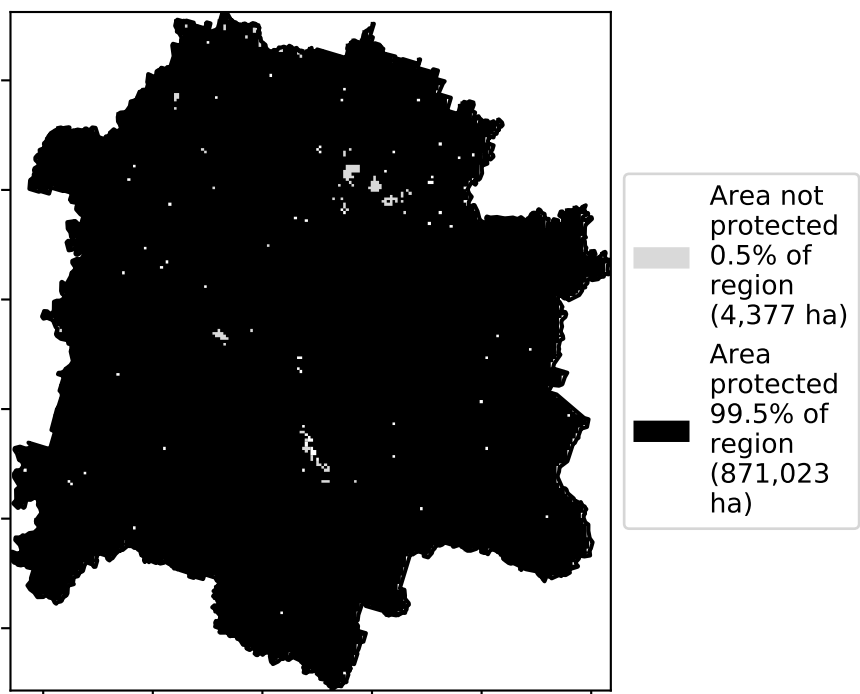 Area not
protected
0.5% of
region
(4,377 ha)
Area
protected
99.5% of
region
(871,023
ha)